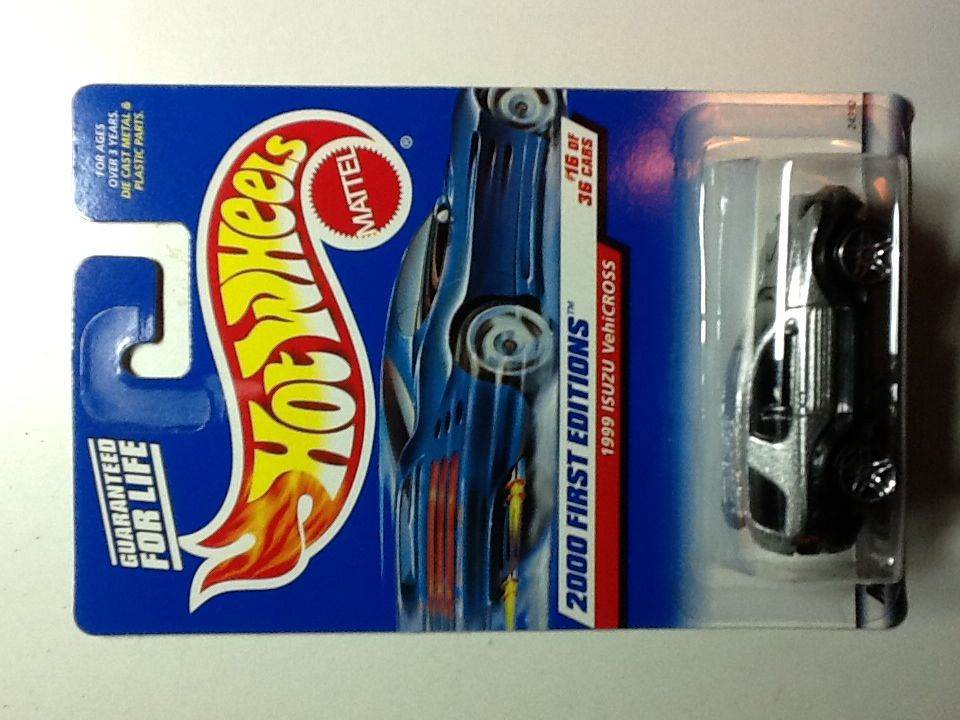 GUARANTEED
FOR LIFE
FOR AGES
OVER 3 YEARS.
DIE CAST METAL &
PLASTIC PARTS.
HOT WHEELS
MATTEL
®
2000 FIRST EDITIONS™
#16 OF
36 CARS
1999 ISUZU VehiCROSS